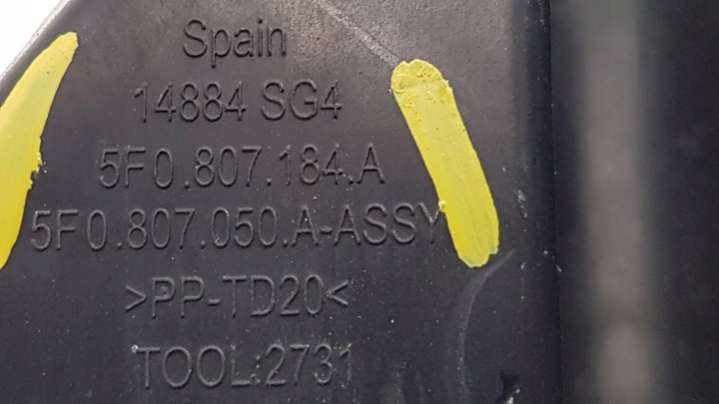 Spain
14884 SG4
5F0.807.184.A
5F0.807.050.A-ASSY
>PP-TD20<
TOOL:2731